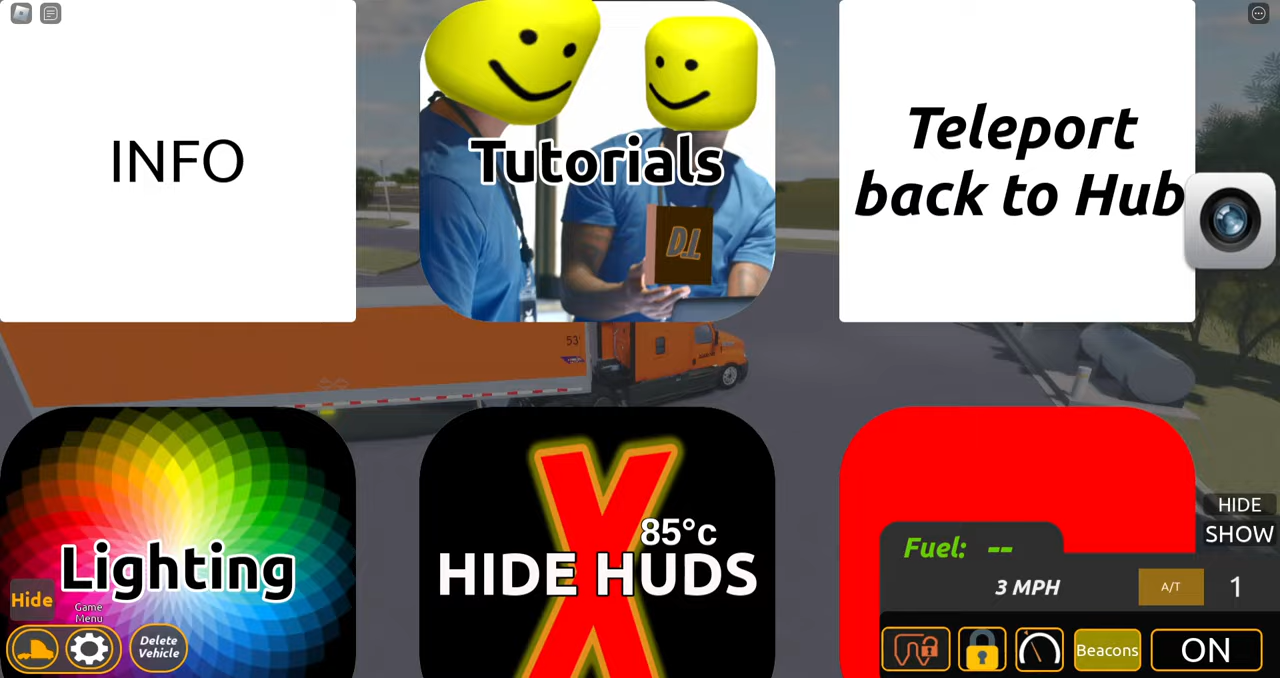 INFO
Tutorials
D.L
Teleport
back to Hub
53'
Lighting
85°c
HIDE HUDS
HIDE
SHOW
Fuel: --
3 MPH
A/T
1
Hide
Game
Menu
Delete
Vehicle
Beacons
ON